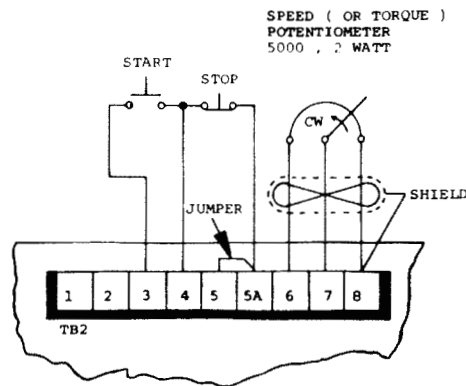 SPEED ( OR TORQUE )
POTENTIOMETER
5000 , 2 WATT
START
STOP
CW
SHIELD
JUMPER
1 2 3 4 5 5A 6 7 8
TB2